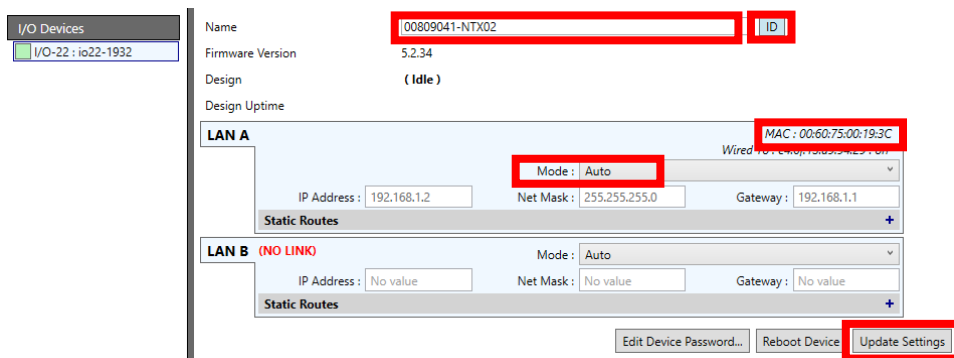 I/O Devices
I/O-22 : io22-1932
Name 00809041-NTX02 ID
Firmware Version 5.2.34
Design ( Idle )
Design Uptime
LAN A MAC : 00:60:75:00:19:3C
Wired To :
Mode : Auto
IP Address : 192.168.1.2 Net Mask : 255.255.255.0 Gateway : 192.168.1.1
Static Routes +
LAN B (NO LINK) Mode : Auto
IP Address : No value Net Mask : No value Gateway : No value
Static Routes +
Edit Device Password... Reboot Device Update Settings